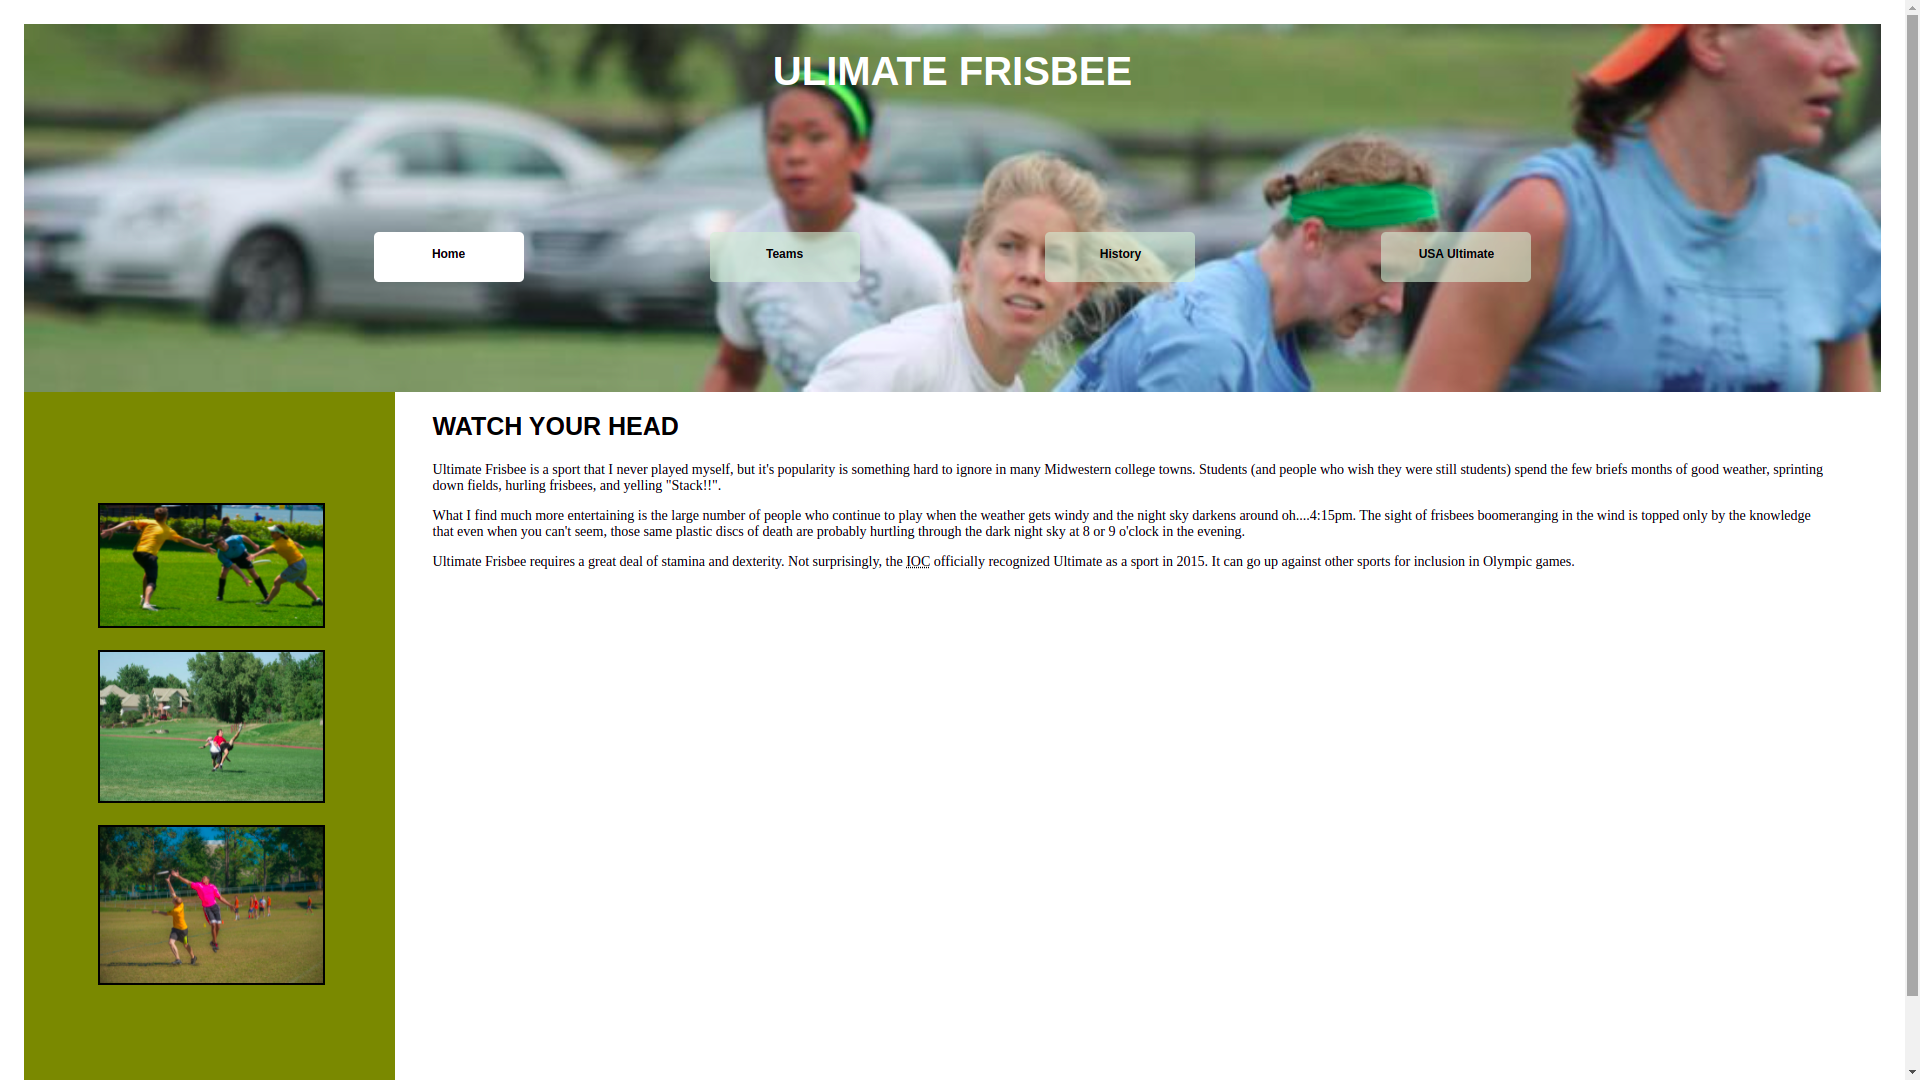 ULIMATE FRISBEE
Home
Teams
History
USA Ultimate
WATCH YOUR HEAD
Ultimate Frisbee is a sport that I never played myself, but it's popularity is something hard to ignore in many Midwestern college towns. Students (and people who wish they were still students) spend the few briefs months of good weather, sprinting
down fields, hurling frisbees, and yelling "Stack!!".
What I find much more entertaining is the large number of people who continue to play when the weather gets windy and the night sky darkens around oh....4:15pm. The sight of frisbees boomeranging in the wind is topped only by the knowledge
that even when you can't seem, those same plastic discs of death are probably hurtling through the dark night sky at 8 or 9 o'clock in the evening.
Ultimate Frisbee requires a great deal of stamina and dexterity. Not surprisingly, the IOC officially recognized Ultimate as a sport in 2015. It can go up against other sports for inclusion in Olympic games.